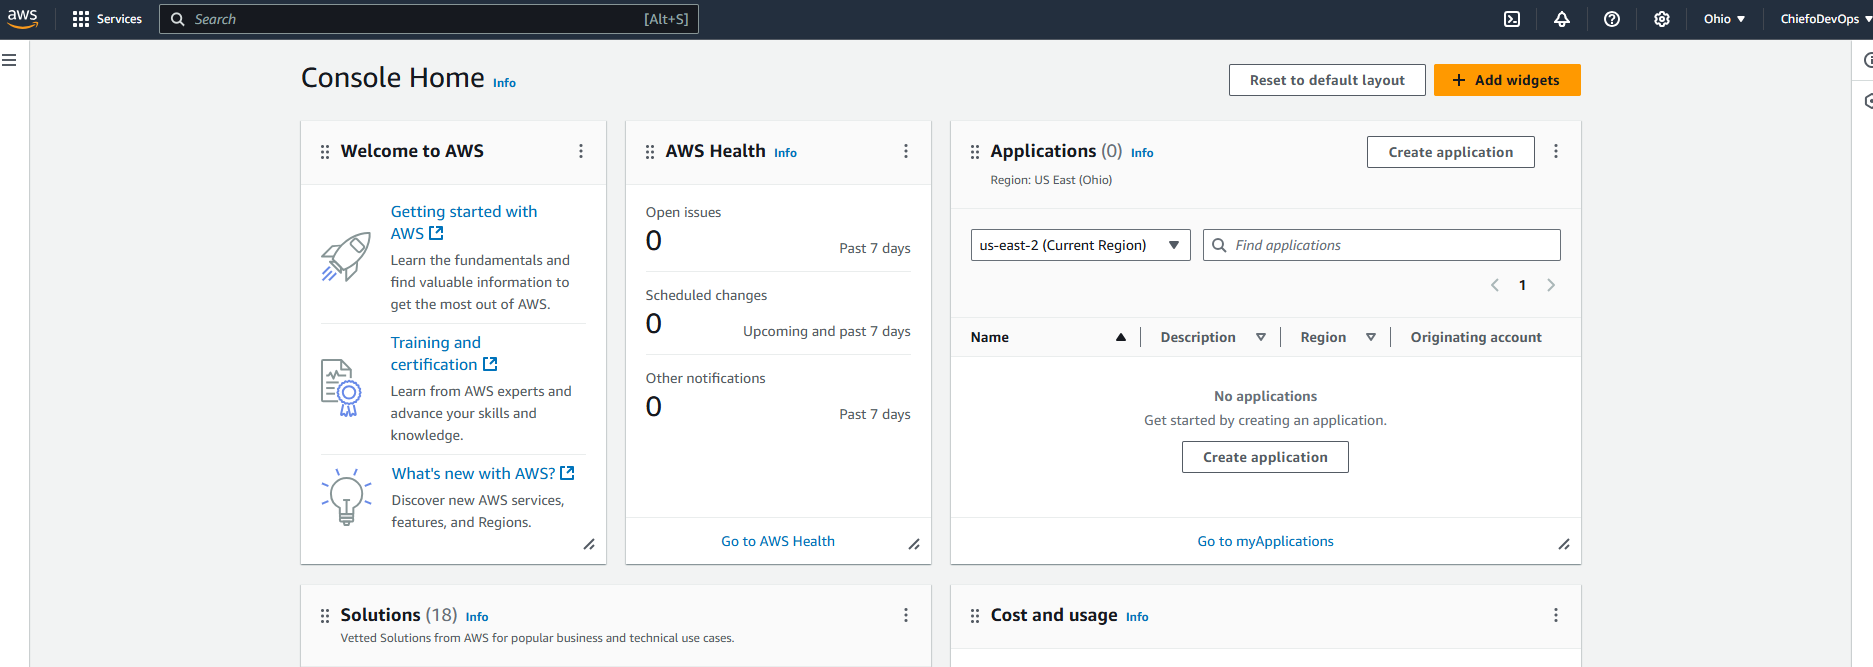 aws
Services
Search
[Alt+S]
Ohio
ChiefoDevOps
Console Home Info
Reset to default layout
Add widgets
Welcome to AWS
Getting started with
AWS
Learn the fundamentals and
find valuable information to
get the most out of AWS.
Training and
certification
Learn from AWS experts and
advance your skills and
knowledge.
What's new with AWS?
Discover new AWS services,
features, and Regions.
AWS Health Info
Open issues
0
Past 7 days
Scheduled changes
0
Upcoming and past 7 days
Other notifications
0
Past 7 days
Go to AWS Health
Applications (0) Info
Region: US East (Ohio)
Create application
us-east-2 (Current Region)
Find applications
1
Name
Description
Region
Originating account
No applications
Get started by creating an application.
Create application
Go to myApplications
Solutions (18) Info
Vetted Solutions from AWS for popular business and technical use cases.
Cost and usage Info